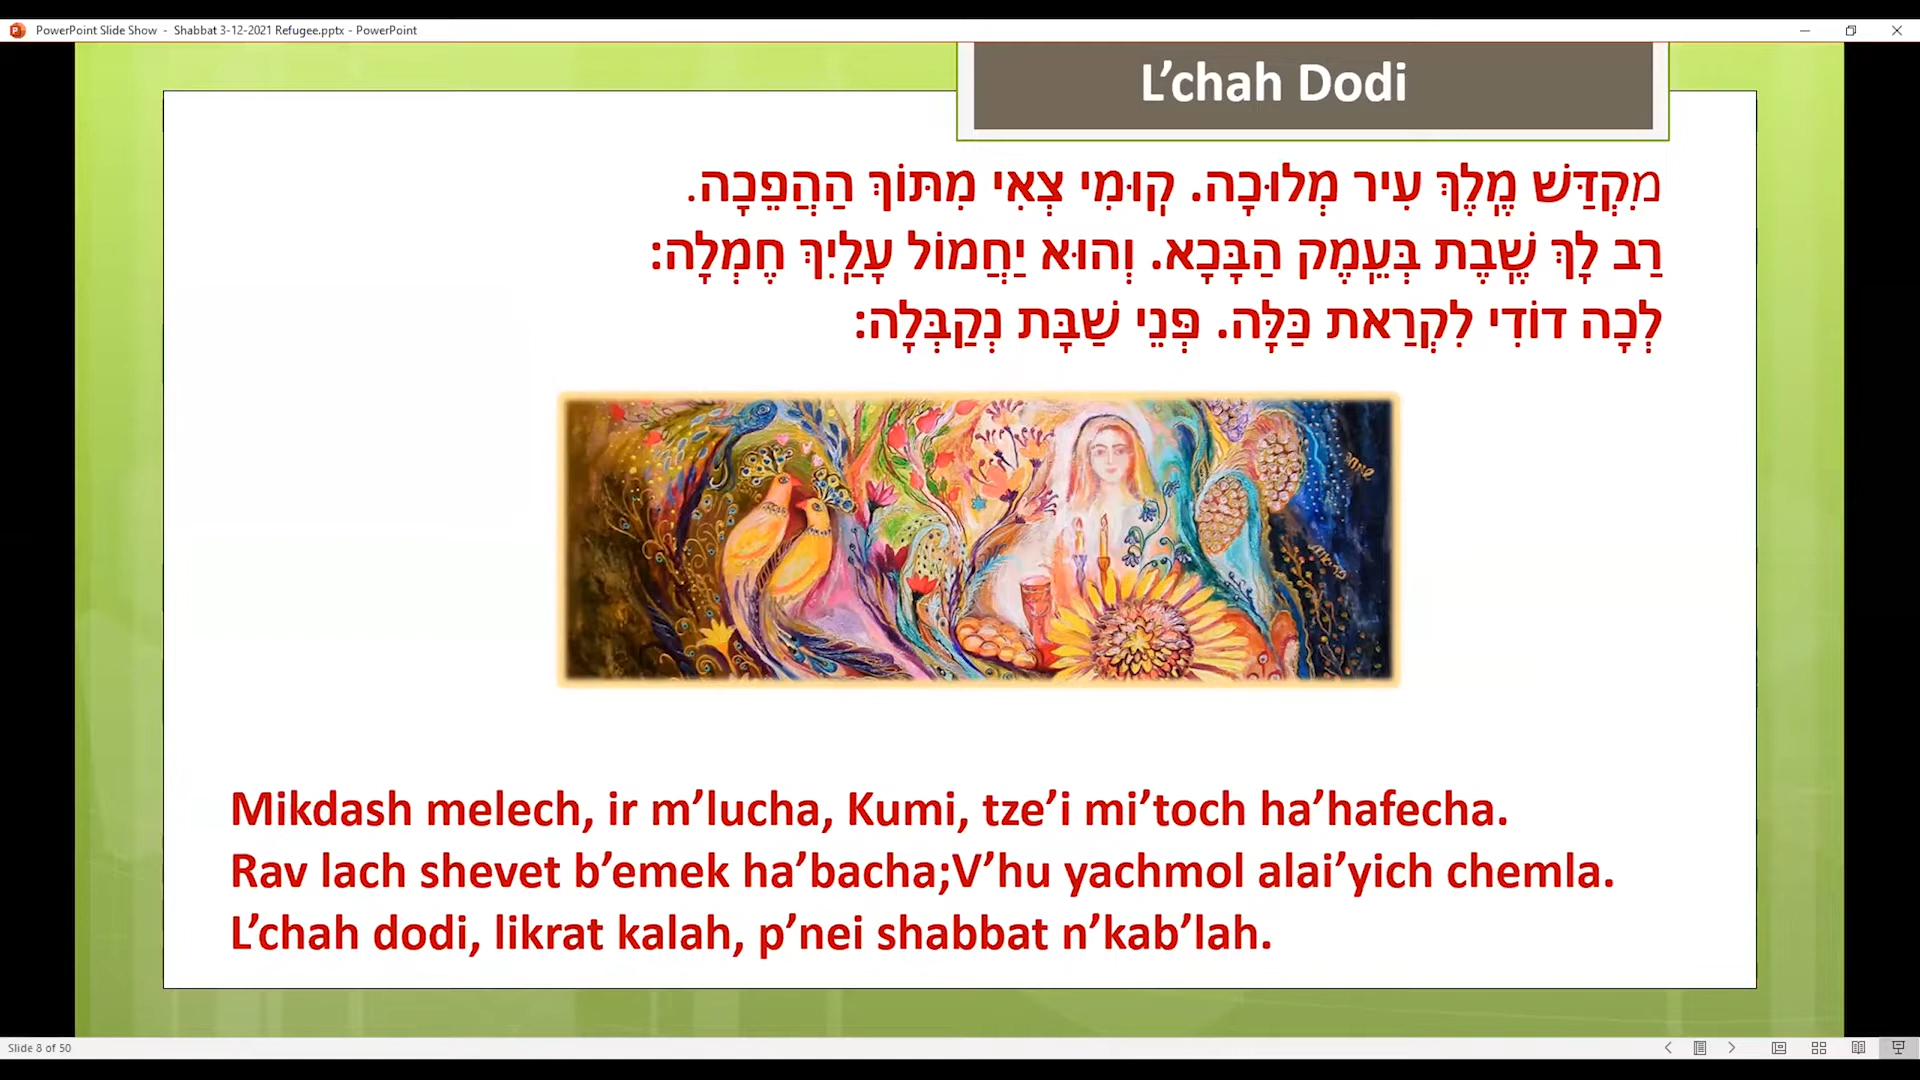 PowerPoint Slide Show - Shabbat 3-12-2021 Refugee.pptx - PowerPoint
L’chah Dodi
מִקְדַּשׁ מֶֽלֶךְ עִיר מְלוּכָה. קֽוּמִי צְאִי מִתּוֹךְ הַהֲפֵכָה.
רַב לָךְ שֶֽׁבֶת בְּעֵֽמֶק הַבָּכָא. וְהוּא יַחֲמוֹל עָלַֽיִךְ חֶמְלָה:
לְכָה דוֹדִי לִקְרַאת כַּלָּה. פְּנֵי שַׁבָּת נְקַבְּלָה:
Mikdash melech, ir m’lucha, Kumi, tze’i mi’toch ha’hafecha.
Rav lach shevet b’emek ha’bacha;V’hu yachmol alai’yich chemla.
L’chah dodi, likrat kalah, p’nei shabbat n’kab’lah.
Slide 8 of 50